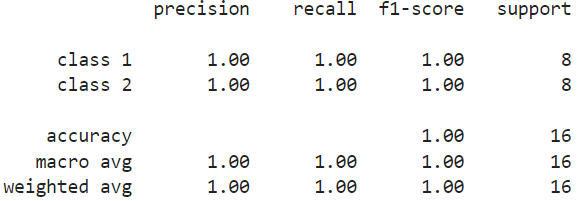 precision recall f1-score support
class 1 1.00 1.00 1.00 8
class 2 1.00 1.00 1.00 8
accuracy 1.00 16
macro avg 1.00 1.00 1.00 16
weighted avg 1.00 1.00 1.00 16